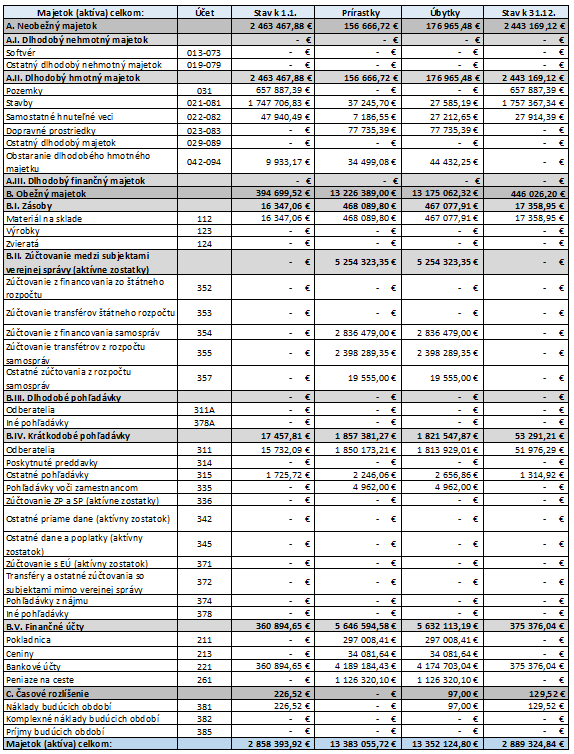 Majetok (aktíva) celkom: Účet Stav k 1.1. Prírastky Úbytky Stav k 31.12.
A. Neobežný majetok 2 463 467,88 € 156 666,72 € 176 965,48 € 2 443 169,12 €
A.I. Dlhodobý nehmotný majetok - € - € - € - €
Softvér 013-073 - € - € - € - €
Ostatný dlhodobý nehmotný majetok 019-079 - € - € - € - €
A.II. Dlhodobý hmotný majetok 2 463 467,88 € 156 666,72 € 176 965,48 € 2 443 169,12 €
Pozemky 031 657 887,39 € - € - € 657 887,39 €
Stavby 021-081 1 747 706,83 € 37 245,70 € 27 585,19 € 1 757 367,34 €
Samostatné hnuteľné veci 022-082 47 940,49 € 7 186,55 € 27 212,65 € 27 914,39 €
Dopravné prostriedky 023-083 - € 77 735,39 € 77 735,39 € - €
Ostatný dlhodobý majetok 029-089 - € - € - € - €
Obstaranie dlhodobého hmotného
majetku 042-094 9 933,17 € 34 499,08 € 44 432,25 € - €
A.III. Dlhodobý finančný majetok - € - € - € - €
B. Obežný majetok 394 699,52 € 13 226 389,00 € 13 175 062,32 € 446 026,20 €
B.I. Zásoby 16 347,06 € 468 089,80 € 467 077,91 € 17 358,95 €
Materiál na sklade 112 16 347,06 € 468 089,80 € 467 077,91 € 17 358,95 €
Výrobky 123 - € - € - € - €
Zvieratá 124 - € - € - € - €
B.II. Zúčtovanie medzi subjektami
verejnej správy (aktívne zostatky) - € 5 254 323,35 € 5 254 323,35 € - €
Zúčtovanie z financovania zo štátneho
rozpočtu 352 - € - € - € - €
Zúčtovanie transférov štátneho rozpočtu 353 - € - € - € - €
Zúčtovanie z financovania samospráv 354 - € 2 836 479,00 € 2 836 479,00 € - €
Zúčtovanie transfétrov z rozpočtu
samospráv 355 - € 2 398 289,35 € 2 398 289,35 € - €
Ostatné zúčtovania z rozpočtu
samospráv 357 - € 19 555,00 € 19 555,00 € - €
B.III. Dlhodobé pohľadávky - € - € - € - €
Odberatelia 311A - € - € - € - €
Iné pohľadávky 378A - € - € - € - €
B.IV. Krátkodobé pohľadávky 17 457,81 € 1 857 381,27 € 1 821 547,87 € 53 291,21 €
Odberatelia 311 15 732,09 € 1 850 173,21 € 1 813 929,01 € 51 976,29 €
Poskytnuté preddavky 314 - € - € - € - €
Ostatné pohľadávky 315 1 725,72 € 2 246,06 € 2 656,86 € 1 314,92 €
Pohľadávky voči zamestnancom 335 - € 4 962,00 € 4 962,00 € - €
Zúčtovanie ZP a SP (aktívne zostatky) 336 - € - € - € - €
Ostatné priame dane (aktívny zostatok) 342 - € - € - € - €
Ostatné dane a poplatky (aktívny
zostatok) 345 - € - € - € - €
Zúčtovanie s EÚ (aktívny zostatok) 371 - € - € - € - €
Transféry a ostatné zúčtovania so
subjektami mimo verejnej správy 372 - € - € - € - €
Pohľadávky z nájmu 374 - € - € - € - €
Iné pohľadávky 378 - € - € - € - €
B.V. Finančné účty 360 894,65 € 5 646 594,58 € 5 632 113,19 € 375 376,04 €
Pokladnica 211 - € 297 008,41 € 297 008,41 € - €
Ceniny 213 - € 34 081,64 € 34 081,64 € - €
Bankové účty 221 360 894,65 € 4 189 184,43 € 4 174 703,04 € 375 376,04 €
Peniaze na ceste 261 - € 1 126 320,10 € 1 126 320,10 € - €
C. Časové rozlíšenie 226,52 € - € 97,00 € 129,52 €
Náklady budúcich období 381 226,52 € - € 97,00 € 129,52 €
Komplexné náklady budúcich období 382 - € - € - € - €
Príjmy budúcich období 385 - € - € - € - €
Majetok (aktíva) celkom: 2 858 393,92 € 13 383 055,72 € 13 352 124,80 € 2 889 324,84 €